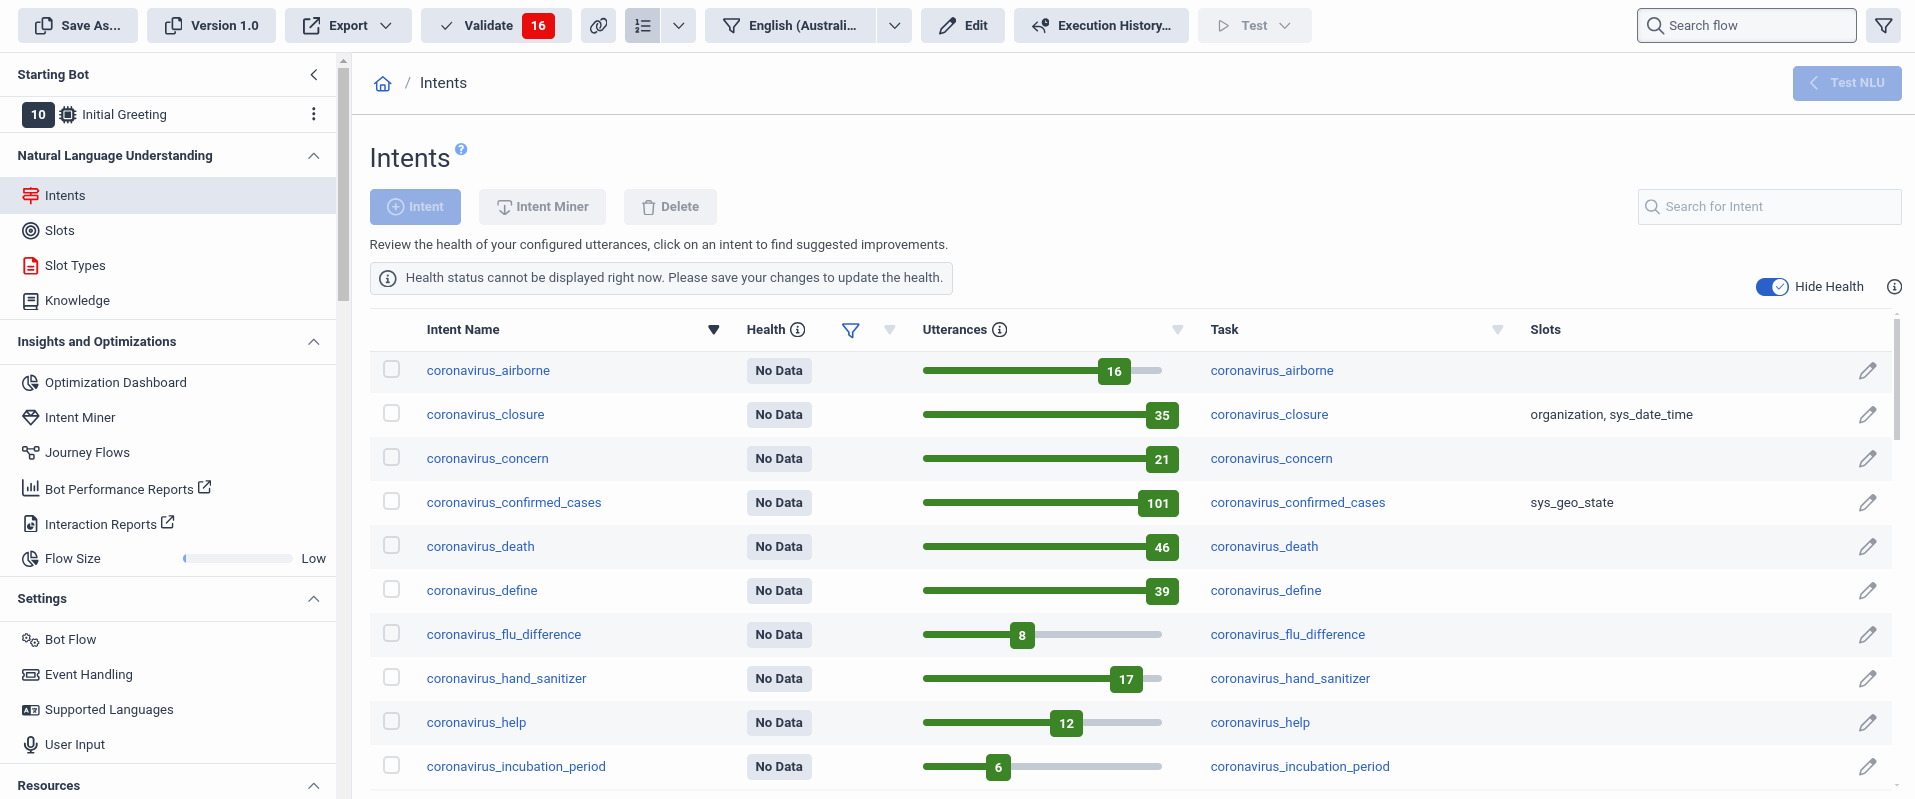 Save As...
Version 1.0
Export
Validate 16
English (Australi...
Edit
Execution History...
Test
Search flow
Starting Bot
10 Initial Greeting
Natural Language Understanding
Intents
Slots
Slot Types
Knowledge
Insights and Optimizations
Optimization Dashboard
Intent Miner
Journey Flows
Bot Performance Reports
Interaction Reports
Flow Size Low
Settings
Bot Flow
Event Handling
Supported Languages
User Input
Resources
/ Intents
Test NLU
Intents ?
Intent
Intent Miner
Delete
Search for Intent
Review the health of your configured utterances, click on an intent to find suggested improvements.
Health status cannot be displayed right now. Please save your changes to update the health.
Hide Health
Intent Name Health Utterances Task Slots
coronavirus_airborne No Data 16 coronavirus_airborne
coronavirus_closure No Data 35 coronavirus_closure organization, sys_date_time
coronavirus_concern No Data 21 coronavirus_concern
coronavirus_confirmed_cases No Data 101 coronavirus_confirmed_cases sys_geo_state
coronavirus_death No Data 46 coronavirus_death
coronavirus_define No Data 39 coronavirus_define
coronavirus_flu_difference No Data 8 coronavirus_flu_difference
coronavirus_hand_sanitizer No Data 17 coronavirus_hand_sanitizer
coronavirus_help No Data 12 coronavirus_help
coronavirus_incubation_period No Data 6 coronavirus_incubation_period